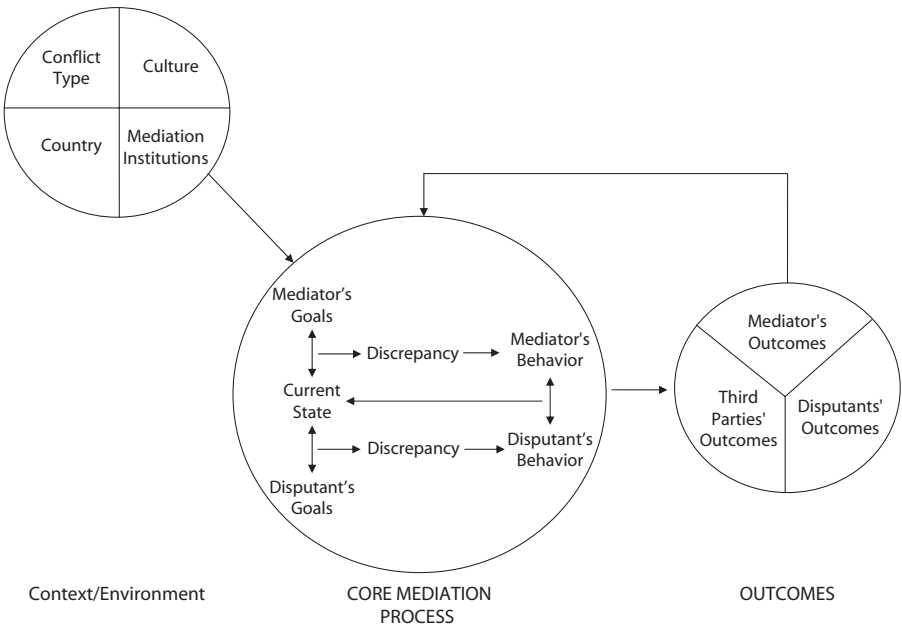 Conflict
Type
Culture
Country
Mediation
Institutions
Mediator’s
Goals
Discrepancy
Mediator's
Behavior
Current
State
Discrepancy
Disputant’s
Behavior
Disputant’s
Goals
Mediator's
Outcomes
Third
Parties'
Outcomes
Disputants'
Outcomes
Context/Environment
CORE MEDIATION
PROCESS
OUTCOMES